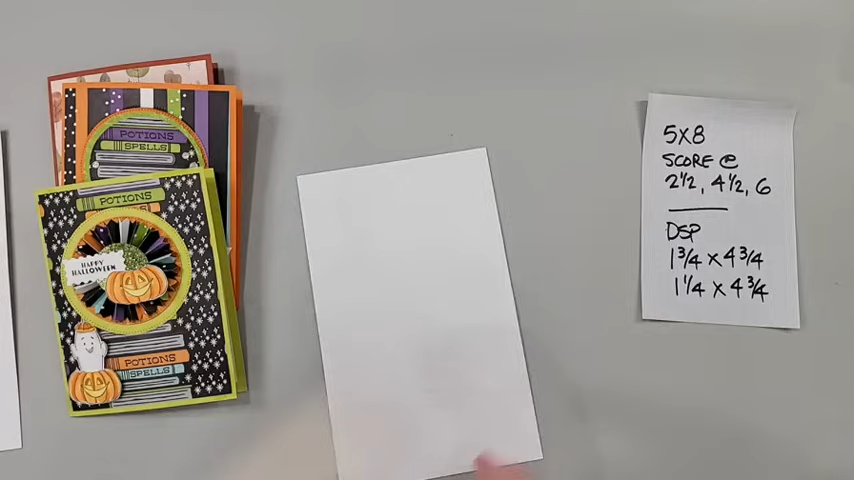 POTIONS
SPELLS
POTIONS
HAPPY
HALLOWEEN
POTIONS
SPELLS
5X8
SCORE @
2½, 4½, 6
DSP
1¾ X 4¾
1¼ X 4¾